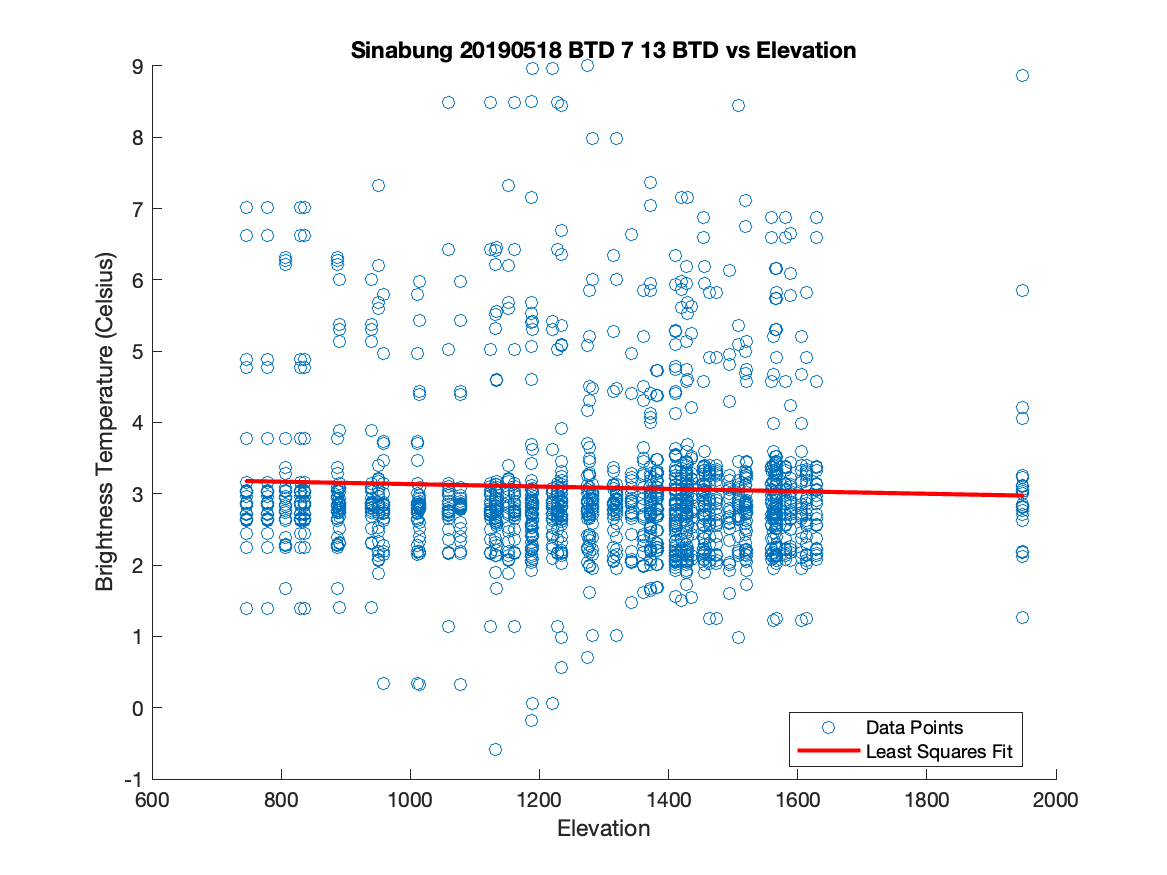 Sinabung 20190518 BTD 7 13 BTD vs Elevation
9
8
7
6
5
4
3
2
1
0
-1
Brightness Temperature (Celsius)
Data Points
Least Squares Fit
600 800 1000 1200 1400 1600 1800 2000
Elevation